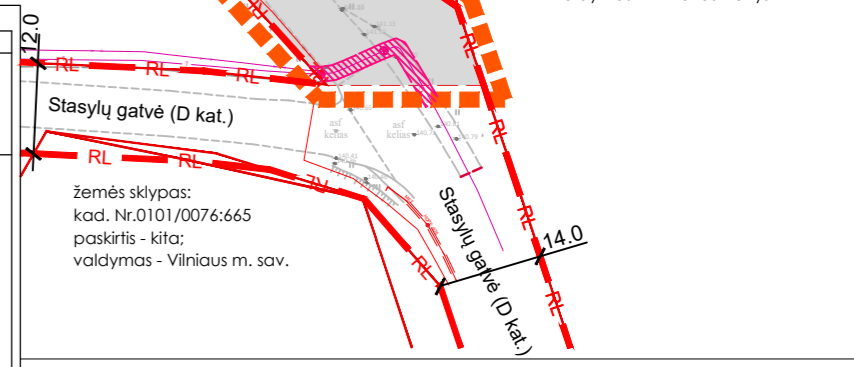 12.0
RL
RL
RL
Stasylų gatvė (D kat.)
asf
kelias
asf
kelias
RL
RL
RL
RL
RL
žemės sklypas:
kad. Nr.0101/0076:665
paskirtis - kita;
valdymas - Vilniaus m. sav.
Stasylų gatvė (D kat.)
14.0
RL
RL
RL